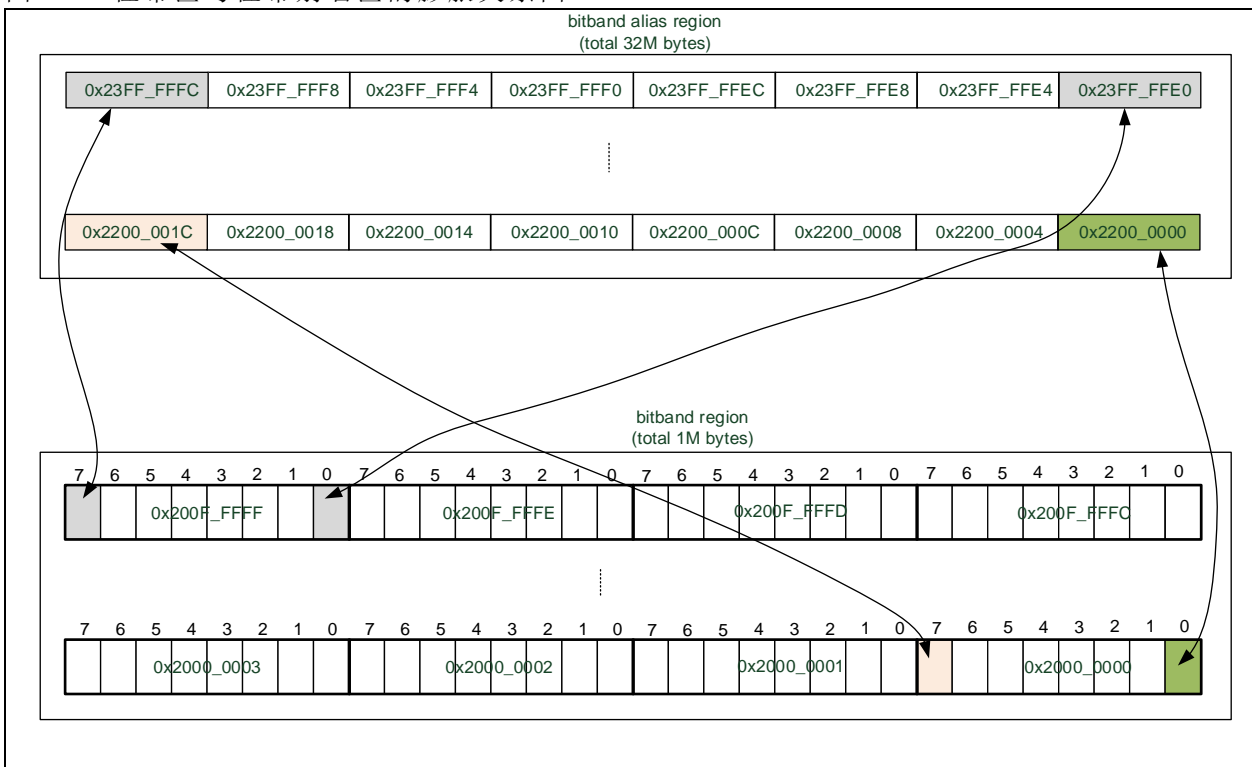 bitband alias region
(total 32M bytes)
0x23FF_FFFC 0x23FF_FFF8 0x23FF_FFF4 0x23FF_FFF0 0x23FF_FFEC 0x23FF_FFE8 0x23FF_FFE4 0x23FF_FFE0
0x2200_001C 0x2200_0018 0x2200_0014 0x2200_0010 0x2200_000C 0x2200_0008 0x2200_0004 0x2200_0000
bitband region
(total 1M bytes)
7 6 5 4 3 2 1 0 7 6 5 4 3 2 1 0 7 6 5 4 3 2 1 0 7 6 5 4 3 2 1 0
0x200F_FFFF 0x200F_FFFE 0x200F_FFFD 0x200F_FFFC
7 6 5 4 3 2 1 0 7 6 5 4 3 2 1 0 7 6 5 4 3 2 1 0 7 6 5 4 3 2 1 0
0x2000_0003 0x2000_0002 0x2000_0001 0x2000_0000